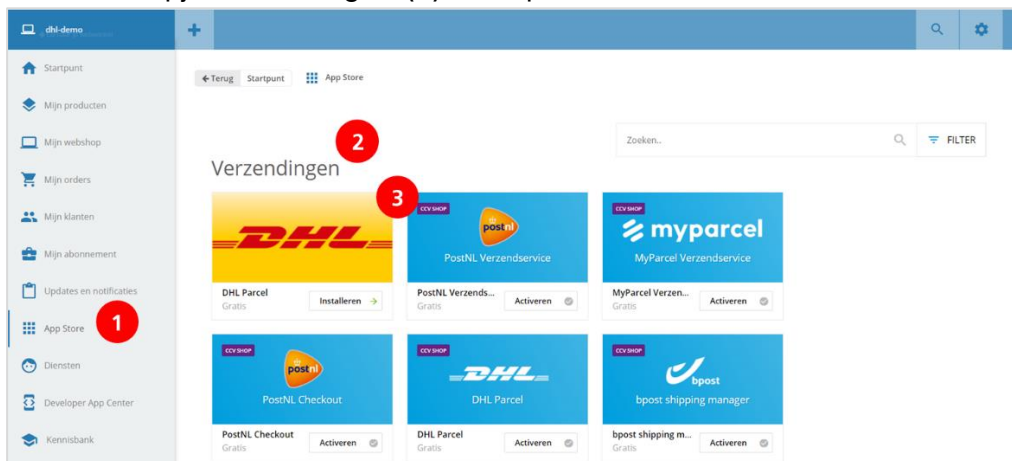 dhl-demo
Startpunt
Mijn producten
Mijn webshop
Mijn orders
Mijn klanten
Mijn abonnement
Updates en notificaties
App Store
1
Diensten
Developer App Center
Kennisbank
Terug Startpunt App Store
Zoeken..
FILTER
2
Verzendingen
3
DHL
DHL Parcel
Gratis
Installeren
CCV SHOP
postnl
PostNL Verzendservice
PostNL Verzends...
Gratis
Activeren
CCV SHOP
myparcel
MyParcel Verzendservice
MyParcel Verzen...
Gratis
Activeren
CCV SHOP
postnl
PostNL Checkout
PostNL Checkout
Gratis
Activeren
CCV SHOP
DHL
DHL Parcel
DHL Parcel
Gratis
Activeren
CCV SHOP
bpost
bpost shipping manager
bpost shipping m...
Gratis
Activeren